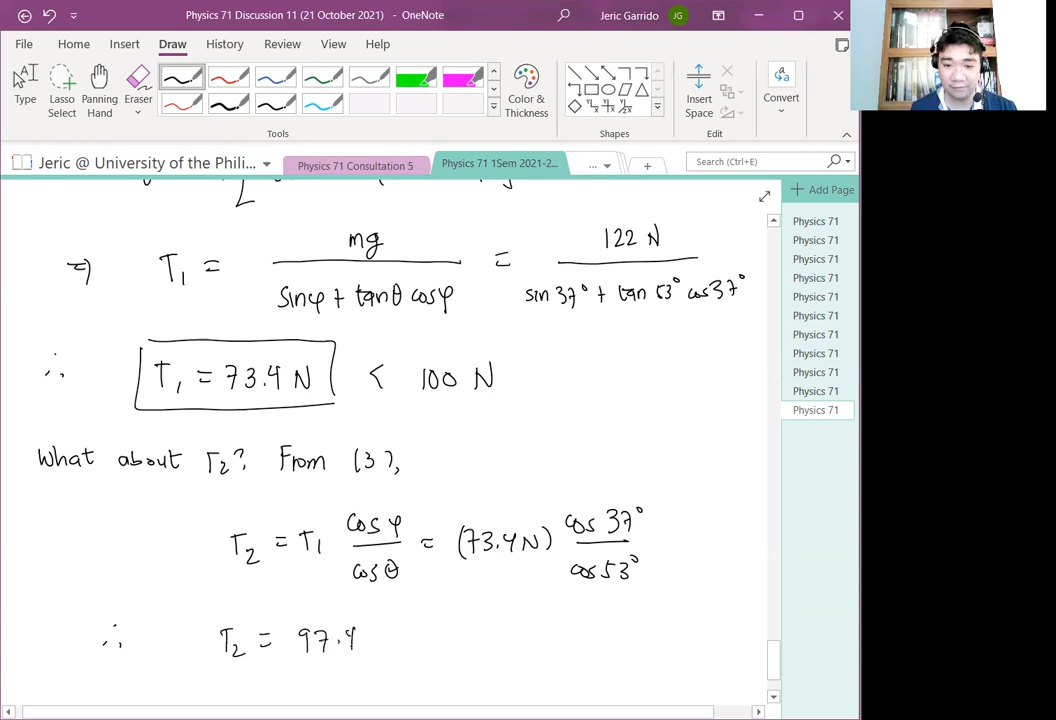 Physics 71 Discussion 11 (21 October 2021) - OneNote
Jeric Garrido JG
File Home Insert Draw History Review View Help
Type
Lasso Select
Panning Hand
Eraser
Color & Thickness
Insert Space
Convert
Tools
Shapes
Edit
Jeric @ University of the Phili...
Physics 71 Consultation 5
Physics 71 1Sem 2021-2...
...
Search (Ctrl+E)
Add Page
Physics 71
Physics 71
Physics 71
Physics 71
Physics 71
Physics 71
Physics 71
Physics 71
Physics 71
Physics 71
Physics 71
⇒ T₁ = mg / (sinφ + tanθ cosφ) = 122 N / (sin 37° + tan 53° cos 37°)
∴ T₁ = 73.4 N < 100 N
What about T₂? From (3),
T₂ = T₁ cosφ / cosθ = (73.4 N) cos 37° / cos 53°
∴ T₂ = 97.4